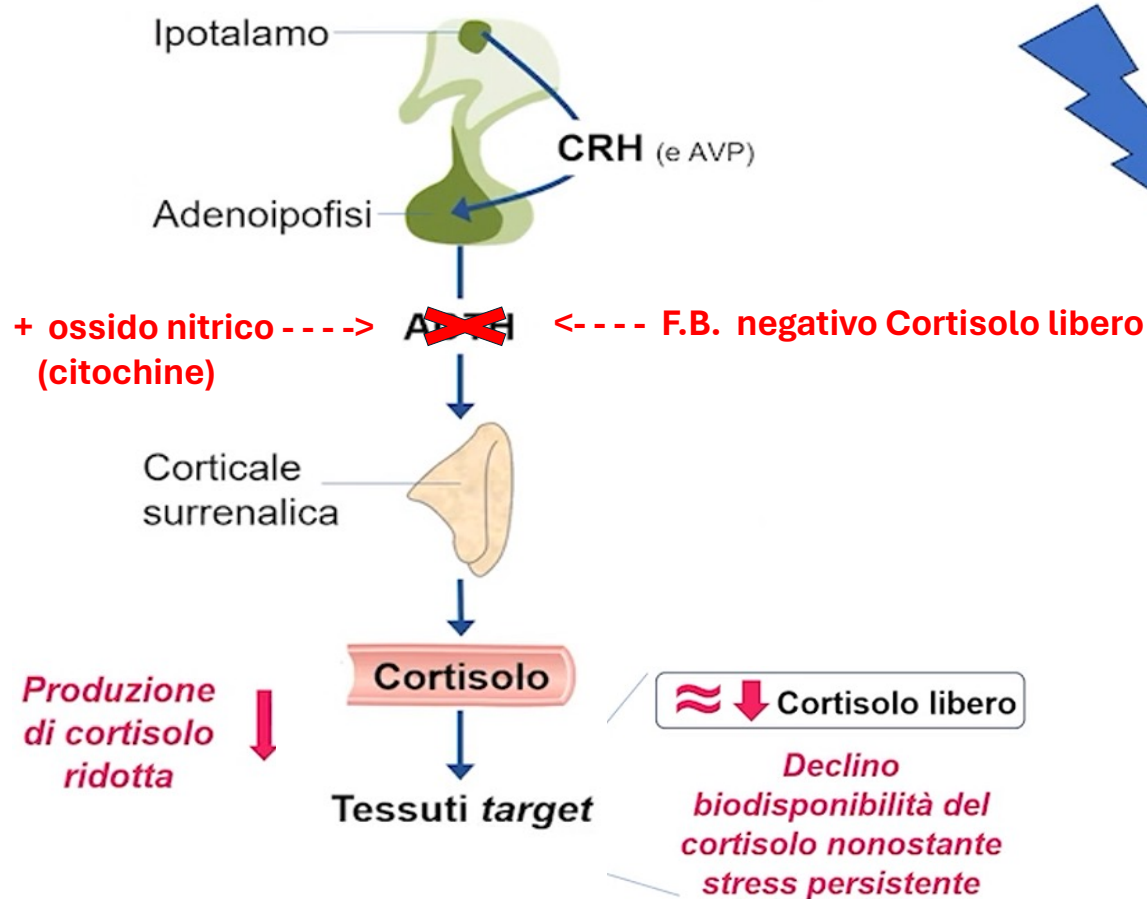 Ipotalamo
CRH (e AVP)
Adenoipofisi
+ ossido nitrico - - - -> ACTH <- - - - F.B. negativo Cortisolo libero
(citochine)
Corticale
surrenalica
Cortisolo
Produzione
di cortisolo
ridotta
≈ Cortisolo libero
Tessuti target
Declino
biodisponibilità del
cortisolo nonostante
stress persistente